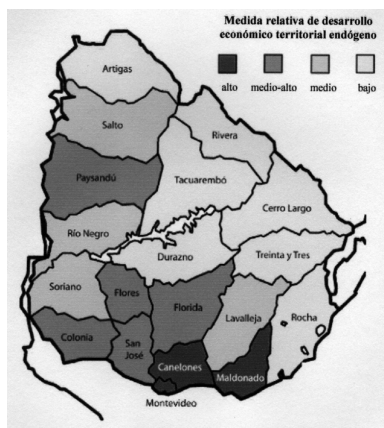 Medida relativa de desarrollo
económico territorial endógeno
alto medio-alto medio bajo
Artigas
Salto
Rivera
Paysandú
Tacuarembó
Cerro Largo
Río Negro
Durazno
Treinta y Tres
Soriano
Flores
Florida
Lavalleja
Rocha
Colonia
San
José
Canelones
Maldonado
Montevideo